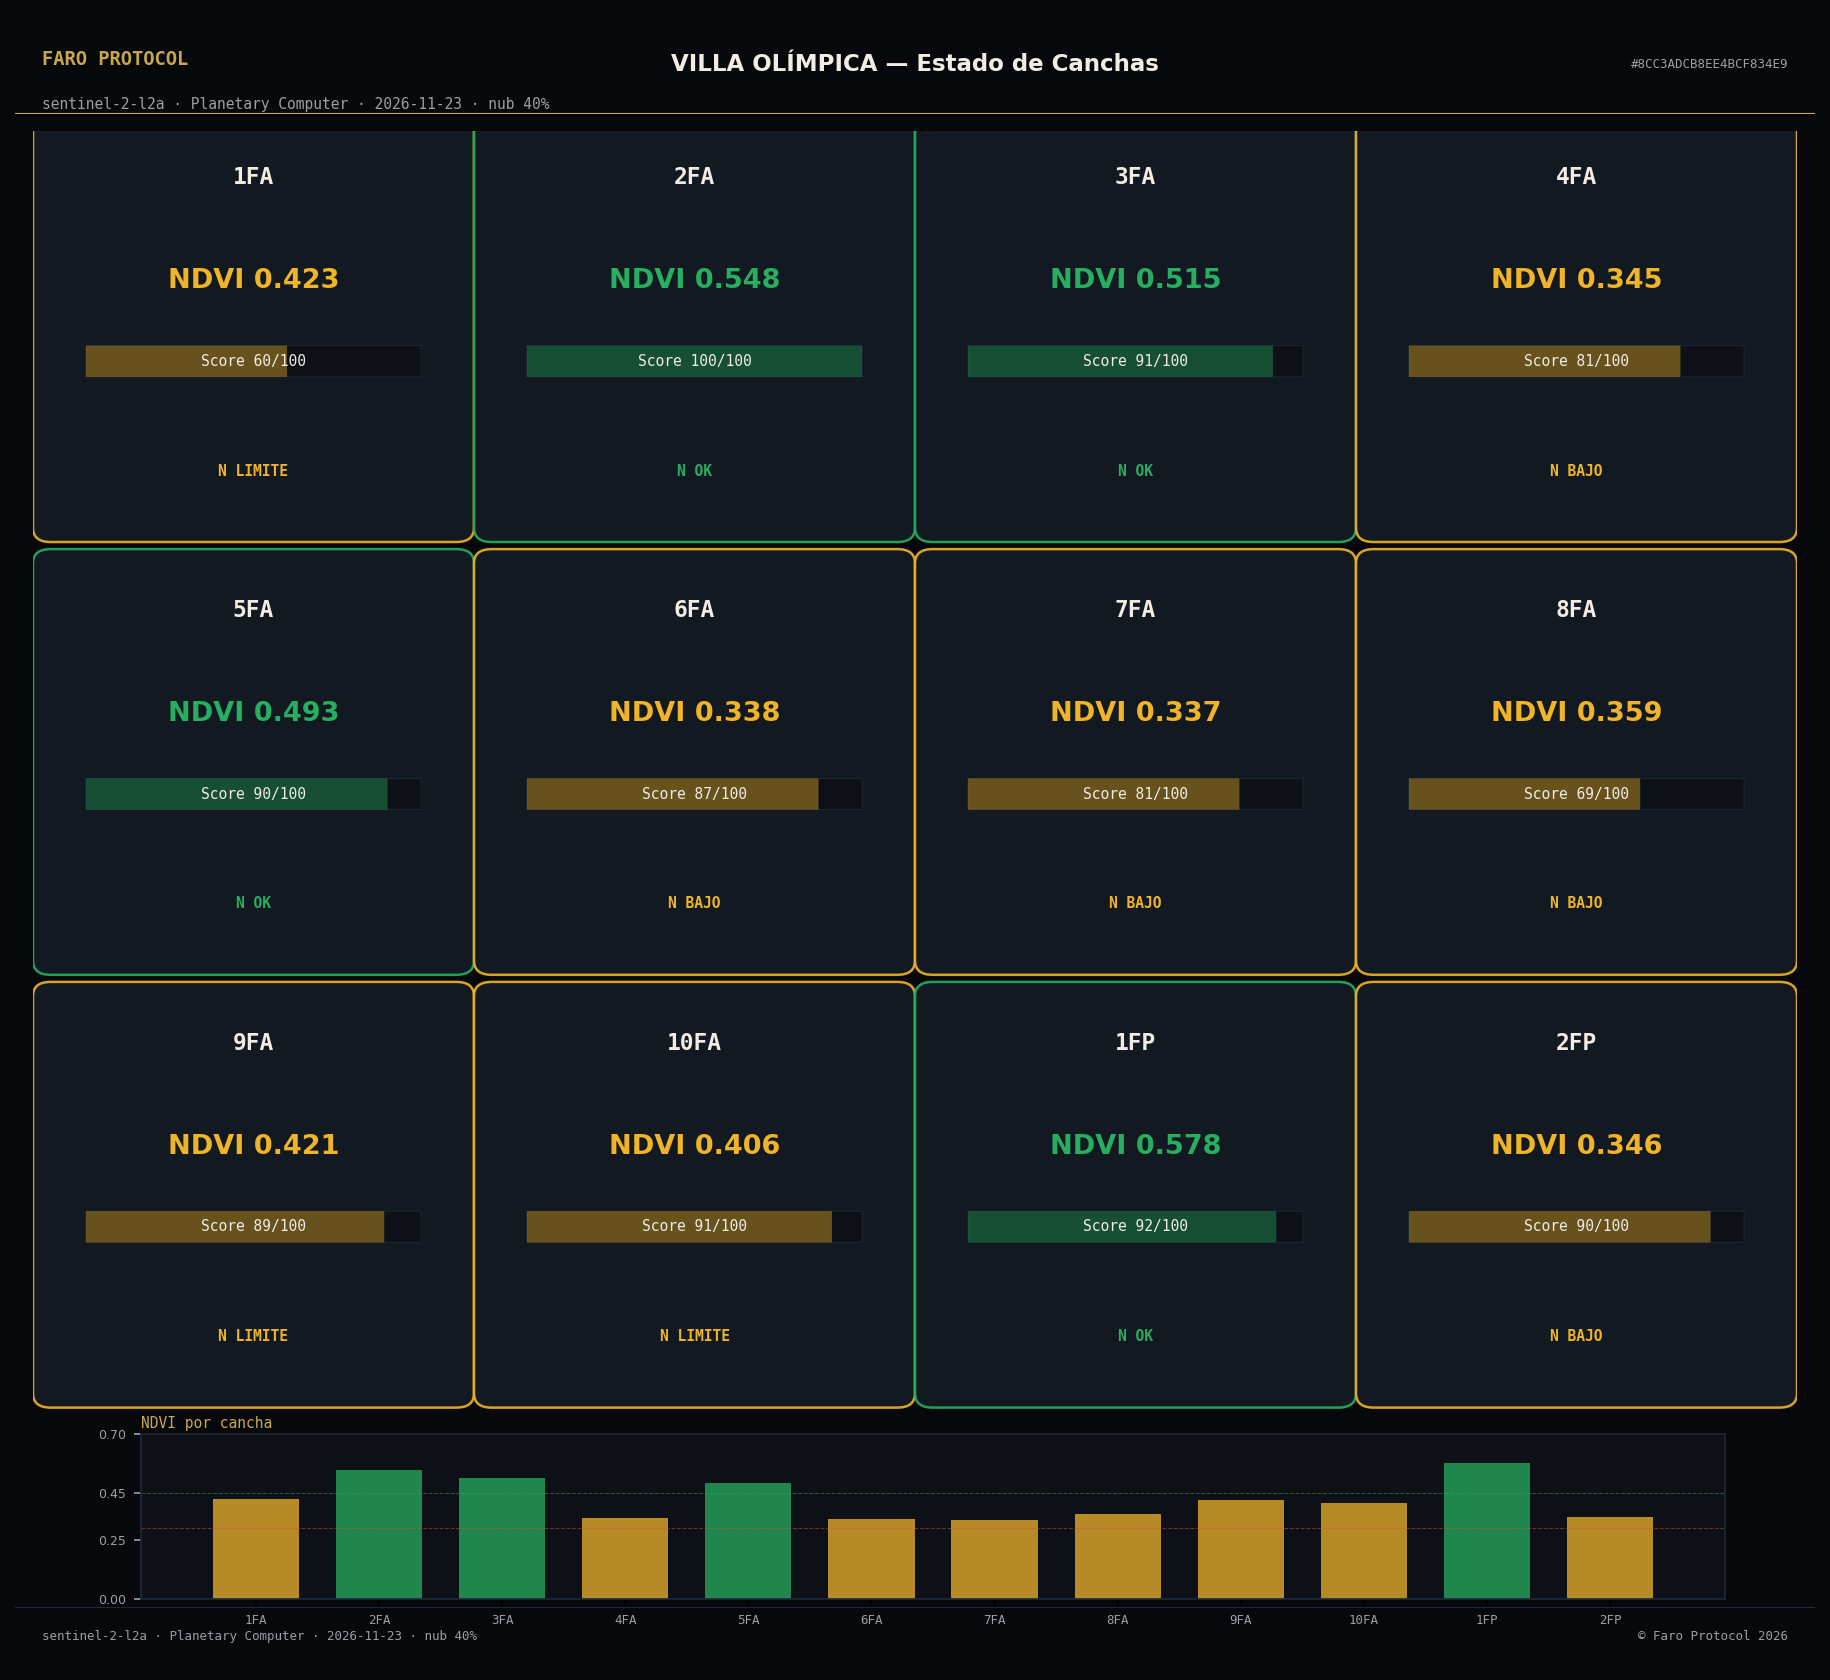 FARO PROTOCOL
VILLA OLÍMPICA — Estado de Canchas
#8CC3ADCB8EE4BCF834E9
sentinel-2-l2a · Planetary Computer · 2026-11-23 · nub 40%
1FA
2FA
3FA
4FA
NDVI 0.423
NDVI 0.548
NDVI 0.515
NDVI 0.345
Score 60/100
Score 100/100
Score 91/100
Score 81/100
N LIMITE
N OK
N OK
N BAJO
5FA
6FA
7FA
8FA
NDVI 0.493
NDVI 0.338
NDVI 0.337
NDVI 0.359
Score 90/100
Score 87/100
Score 81/100
Score 69/100
N OK
N BAJO
N BAJO
N BAJO
9FA
10FA
1FP
2FP
NDVI 0.421
NDVI 0.406
NDVI 0.578
NDVI 0.346
Score 89/100
Score 91/100
Score 92/100
Score 90/100
N LIMITE
N LIMITE
N OK
N BAJO
NDVI por cancha
0.70
0.45
0.25
0.00
1FA
2FA
3FA
4FA
5FA
6FA
7FA
8FA
9FA
10FA
1FP
2FP
sentinel-2-l2a · Planetary Computer · 2026-11-23 · nub 40%
© Faro Protocol 2026